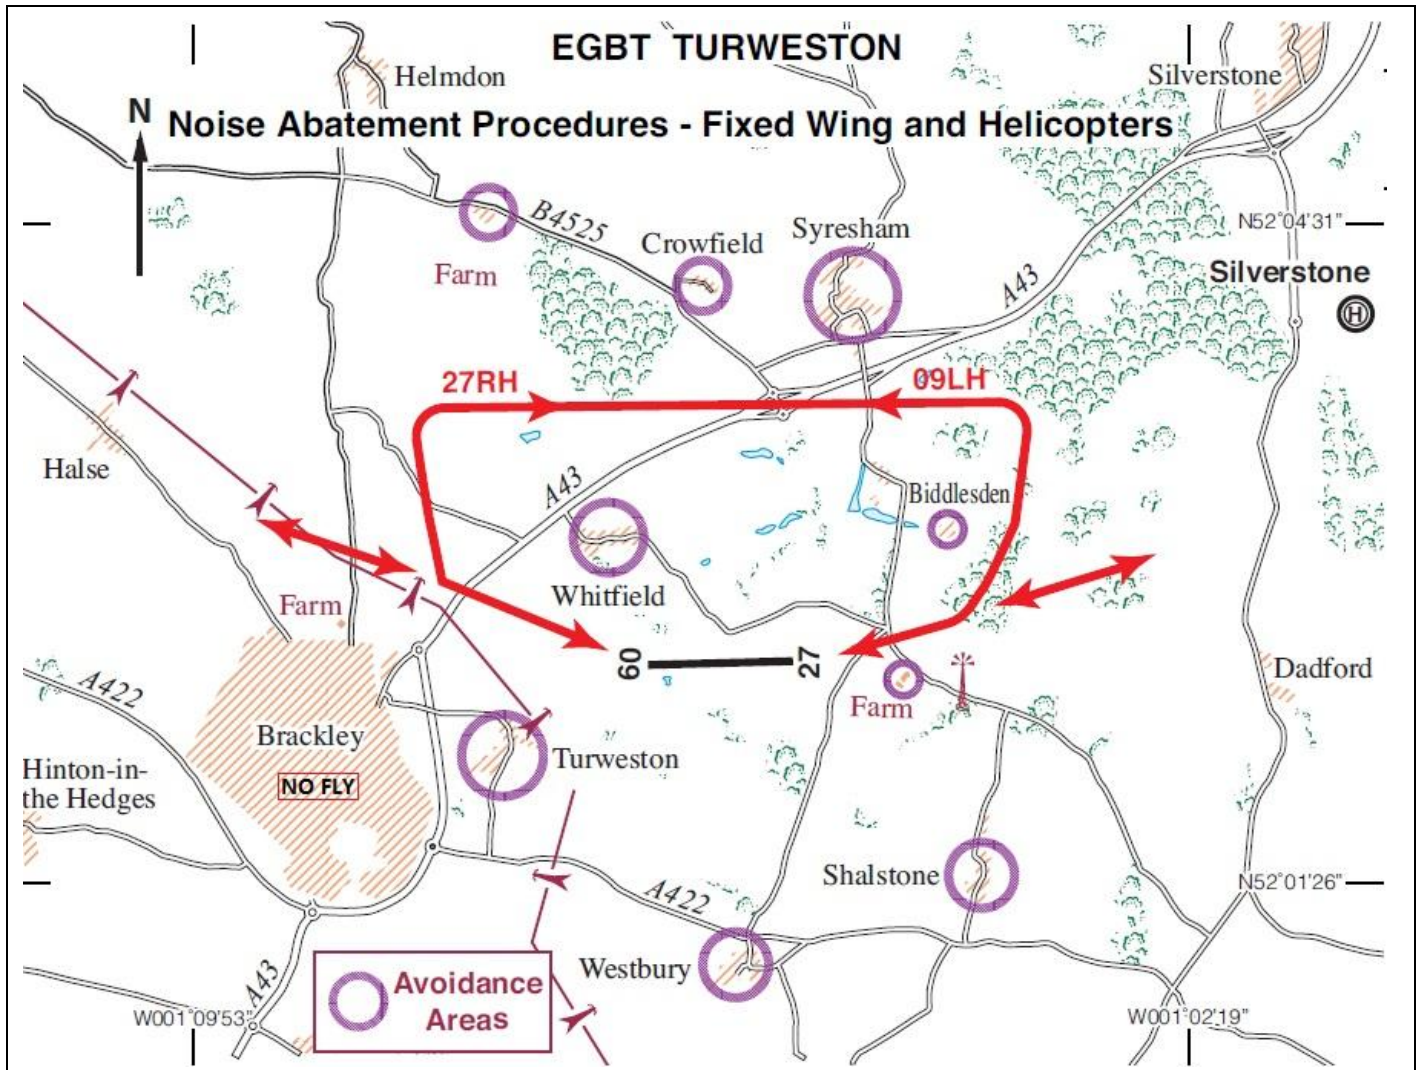 EGBT TURWESTON
Helmdon
Silverstone
N
Noise Abatement Procedures - Fixed Wing and Helicopters
B4525
N52°04'31"
Crowfield
Syresham
Farm
A43
Silverstone
H
27RH
09LH
Halse
A43
Biddlesden
Whitfield
Farm
09
27
A422
Farm
Dadford
Brackley
Turweston
NO FLY
Hinton-in-
the Hedges
Shalstone
N52°01'26"
A422
Westbury
A43
Avoidance
Areas
W001°09'53"
W001°02'19"